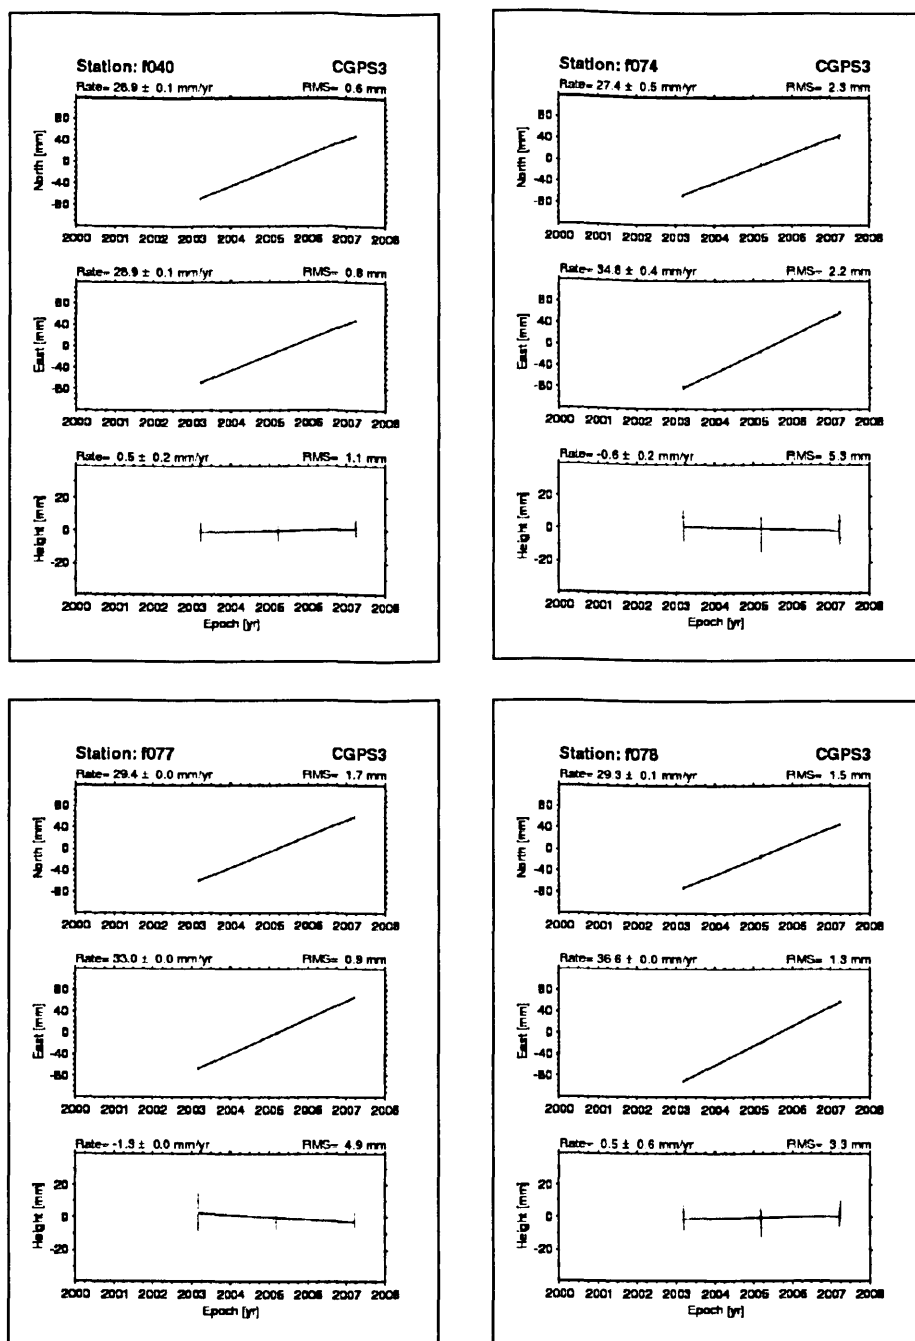 Station: f040 CGPS3
Rate= 28.9 ± 0.1 mm/yr RMS= 0.6 mm
North [mm]
80
40
0
-40
-80
2000 2001 2002 2003 2004 2005 2006 2007 2008
Rate= 28.9 ± 0.1 mm/yr RMS= 0.8 mm
East [mm]
80
40
0
-40
-80
2000 2001 2002 2003 2004 2005 2006 2007 2008
Rate= 0.5 ± 0.2 mm/yr RMS= 1.1 mm
Height [mm]
20
0
-20
2000 2001 2002 2003 2004 2005 2006 2007 2008
Epoch [yr]
Station: f074 CGPS3
Rate= 27.4 ± 0.5 mm/yr RMS= 2.3 mm
North [mm]
80
40
0
-40
-80
2000 2001 2002 2003 2004 2005 2006 2007 2008
Rate= 34.8 ± 0.4 mm/yr RMS= 2.2 mm
East [mm]
80
40
0
-40
-80
2000 2001 2002 2003 2004 2005 2006 2007 2008
Rate= -0.6 ± 0.2 mm/yr RMS= 5.3 mm
Height [mm]
20
0
-20
2000 2001 2002 2003 2004 2005 2006 2007 2008
Epoch [yr]
Station: f077 CGPS3
Rate= 29.4 ± 0.0 mm/yr RMS= 1.7 mm
North [mm]
80
40
0
-40
-80
2000 2001 2002 2003 2004 2005 2006 2007 2008
Rate= 33.0 ± 0.0 mm/yr RMS= 0.9 mm
East [mm]
80
40
0
-40
-80
2000 2001 2002 2003 2004 2005 2006 2007 2008
Rate= -1.3 ± 0.0 mm/yr RMS= 4.9 mm
Height [mm]
20
0
-20
2000 2001 2002 2003 2004 2005 2006 2007 2008
Epoch [yr]
Station: f078 CGPS3
Rate= 29.3 ± 0.1 mm/yr RMS= 1.5 mm
North [mm]
80
40
0
-40
-80
2000 2001 2002 2003 2004 2005 2006 2007 2008
Rate= 36.6 ± 0.0 mm/yr RMS= 1.3 mm
East [mm]
80
40
0
-40
-80
2000 2001 2002 2003 2004 2005 2006 2007 2008
Rate= 0.5 ± 0.6 mm/yr RMS= 3.3 mm
Height [mm]
20
0
-20
2000 2001 2002 2003 2004 2005 2006 2007 2008
Epoch [yr]